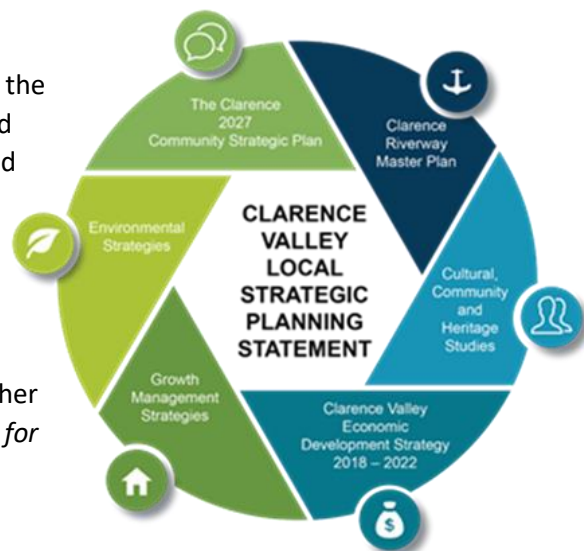 the
d
d
her
for
The Clarence
2027
Community Strategic Plan
Clarence
Riverway
Master Plan
Cultural,
Community
and
Heritage
Studies
Clarence Valley
Economic
Development Strategy
2018 – 2022
Growth
Management
Strategies
Environmental
Strategies
CLARENCE
VALLEY
LOCAL
STRATEGIC
PLANNING
STATEMENT
$